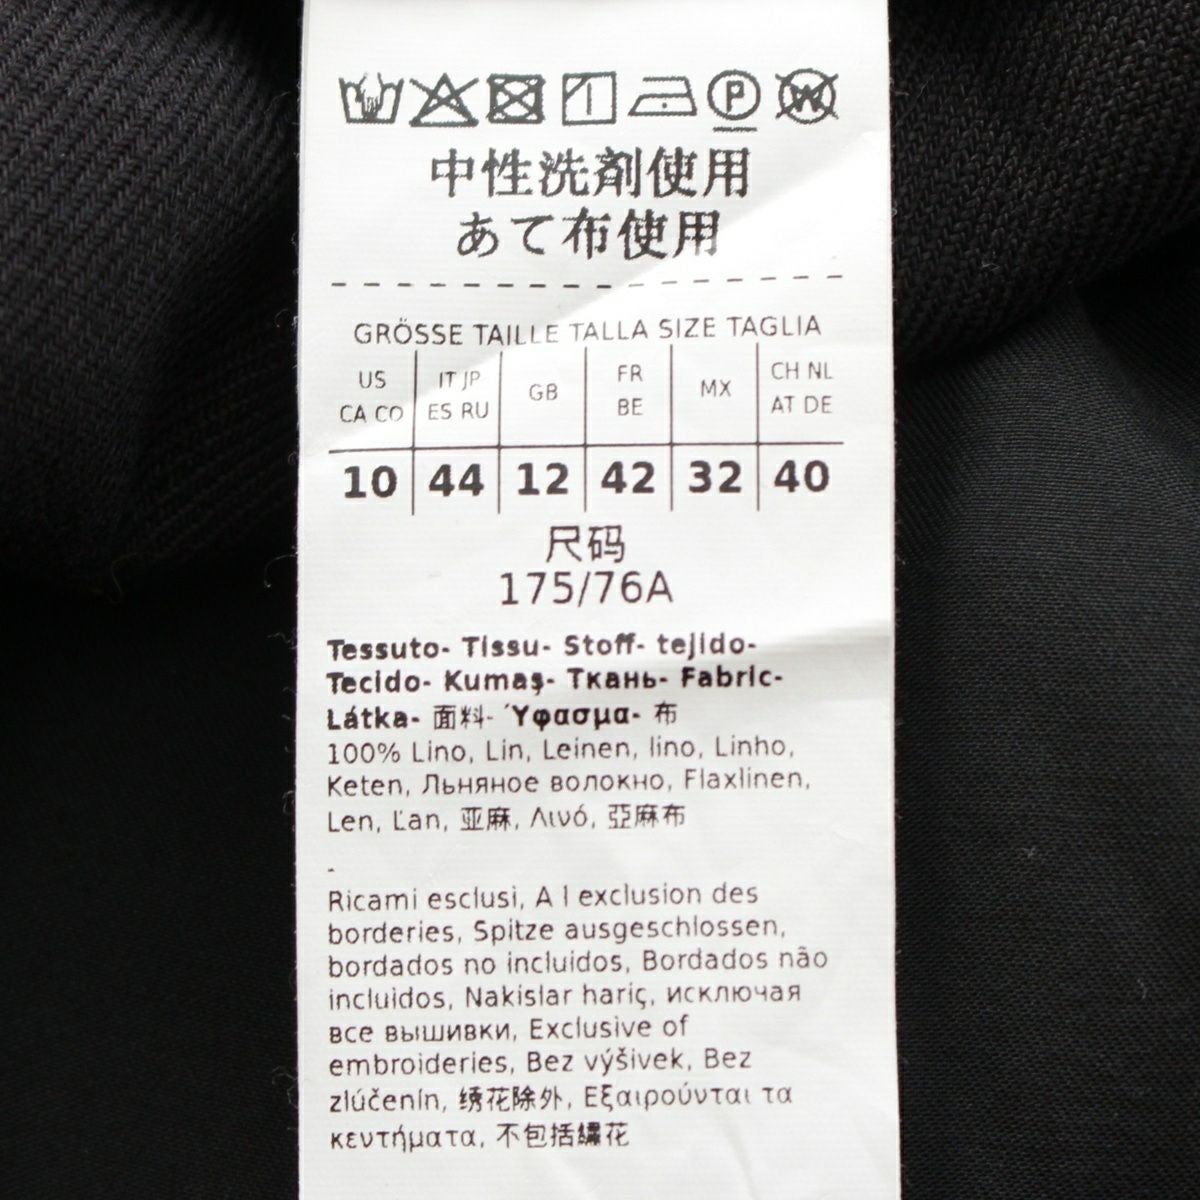 中性洗剤使用
あて布使用
GRÖSSE TAILLE TALLA SIZE TAGLIA
US IT JP GB FR MX CH NL
CA CO ES RU BE AT DE
10 44 12 42 32 40
尺码
175/76A
Tessuto- Tissu- Stoff- tejido-
Tecido- Kumaş- Ткань- Fabric-
Látka- 面料- Ύφασμα- 布
100% Lino, Lin, Leinen, lino, Linho,
Keten, Льняное волокно, Flaxlinen,
Len, Ľan, 亚麻, Λινό, 亞麻布
-
Ricami esclusi, A l exclusion des
borderies, Spitze ausgeschlossen,
bordados no incluidos, Bordados não
incluidos, Nakislar hariç, исключая
все вышивки, Exclusive of
embroideries, Bez výšivek, Bez
zlúčenín, 绣花除外, Εξαιρούνται τα
κεντήματα, 不包括繡花